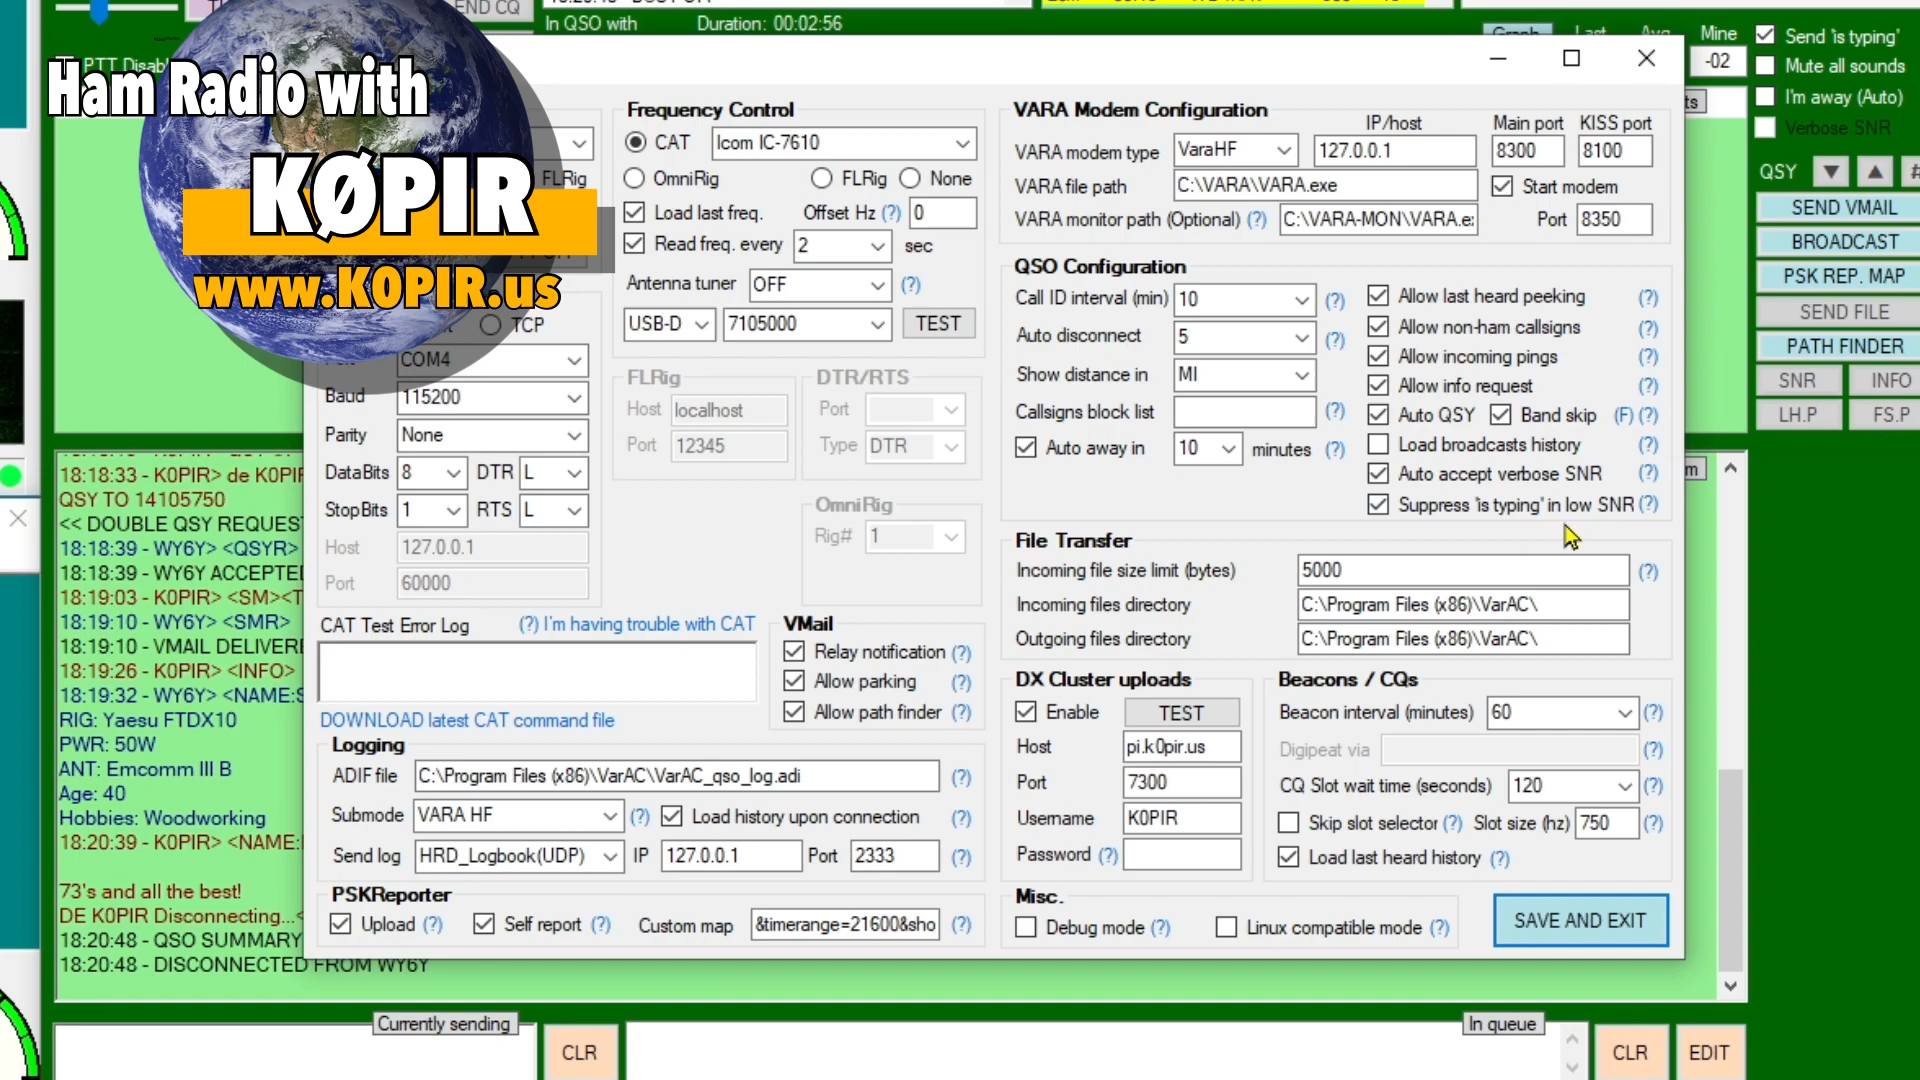 END CQ
In QSO with
Duration: 00:02:56
Graph
Last
Avg
Mine
-02
Send 'is typing'
Mute all sounds
I'm away (Auto)
Verbose SNR
PTT
Ham Radio with
KØPIR
www.K0PIR.us
FLRig
TCP
COM4
Baud 115200
Parity None
DataBits 8 DTR L
StopBits 1 RTS L
Host 127.0.0.1
Port 60000
Frequency Control
CAT Icom IC-7610
OmniRig FLRig None
Load last freq. Offset Hz (?) 0
Read freq. every 2 sec
Antenna tuner OFF (?)
USB-D 7105000 TEST
FLRig
Host localhost
Port 12345
DTR/RTS
Port
Type DTR
OmniRig
Rig# 1
CAT Test Error Log (?) I'm having trouble with CAT
DOWNLOAD latest CAT command file
VMail
Relay notification (?)
Allow parking (?)
Allow path finder (?)
Logging
ADIF file C:\Program Files (x86)\VarAC\VarAC_qso_log.adi (?)
Submode VARA HF (?) Load history upon connection (?)
Send log HRD_Logbook(UDP) IP 127.0.0.1 Port 2333 (?)
PSKReporter
Upload (?) Self report (?) Custom map &timerange=21600&sho (?)
VARA Modem Configuration
IP/host Main port KISS port
VARA modem type VaraHF 127.0.0.1 8300 8100
VARA file path C:\VARA\VARA.exe Start modem
VARA monitor path (Optional) (?) C:\VARA-MON\VARA.e Port 8350
QSO Configuration
Call ID interval (min) 10 (?)
Auto disconnect 5 (?)
Show distance in MI
Callsigns block list (?)
Auto away in 10 minutes (?)
Allow last heard peeking (?)
Allow non-ham callsigns (?)
Allow incoming pings (?)
Allow info request (?)
Auto QSY Band skip (F) (?)
Load broadcasts history (?)
Auto accept verbose SNR (?)
Suppress 'is typing' in low SNR (?)
File Transfer
Incoming file size limit (bytes) 5000 (?)
Incoming files directory C:\Program Files (x86)\VarAC\
Outgoing files directory C:\Program Files (x86)\VarAC\
DX Cluster uploads
Enable TEST
Host pi.k0pir.us
Port 7300
Username K0PIR
Password (?)
Beacons / CQs
Beacon interval (minutes) 60 (?)
Digipeat via (?)
CQ Slot wait time (seconds) 120 (?)
Skip slot selector (?) Slot size (hz) 750 (?)
Load last heard history (?)
Misc.
Debug mode (?) Linux compatible mode (?)
SAVE AND EXIT
QSY ▼ ▲ #
SEND VMAIL
BROADCAST
PSK REP. MAP
SEND FILE
PATH FINDER
SNR INFO
LH.P FS.P
18:18:33 - K0PIR> de K0PIR
QSY TO 14105750
<< DOUBLE QSY REQUEST
18:18:39 - WY6Y> <QSYR>
18:18:39 - WY6Y ACCEPTED
18:19:03 - K0PIR> <SM><T
18:19:10 - WY6Y> <SMR>
18:19:10 - VMAIL DELIVER
18:19:26 - K0PIR> <INFO>
18:19:32 - WY6Y> <NAME:S
RIG: Yaesu FTDX10
PWR: 50W
ANT: Emcomm III B
Age: 40
Hobbies: Woodworking
18:20:39 - K0PIR> <NAME:
73's and all the best!
DE K0PIR Disconnecting...<
18:20:48 - QSO SUMMARY
18:20:48 - DISCONNECTED FROM WY6Y
Currently sending
CLR
In queue
CLR
EDIT